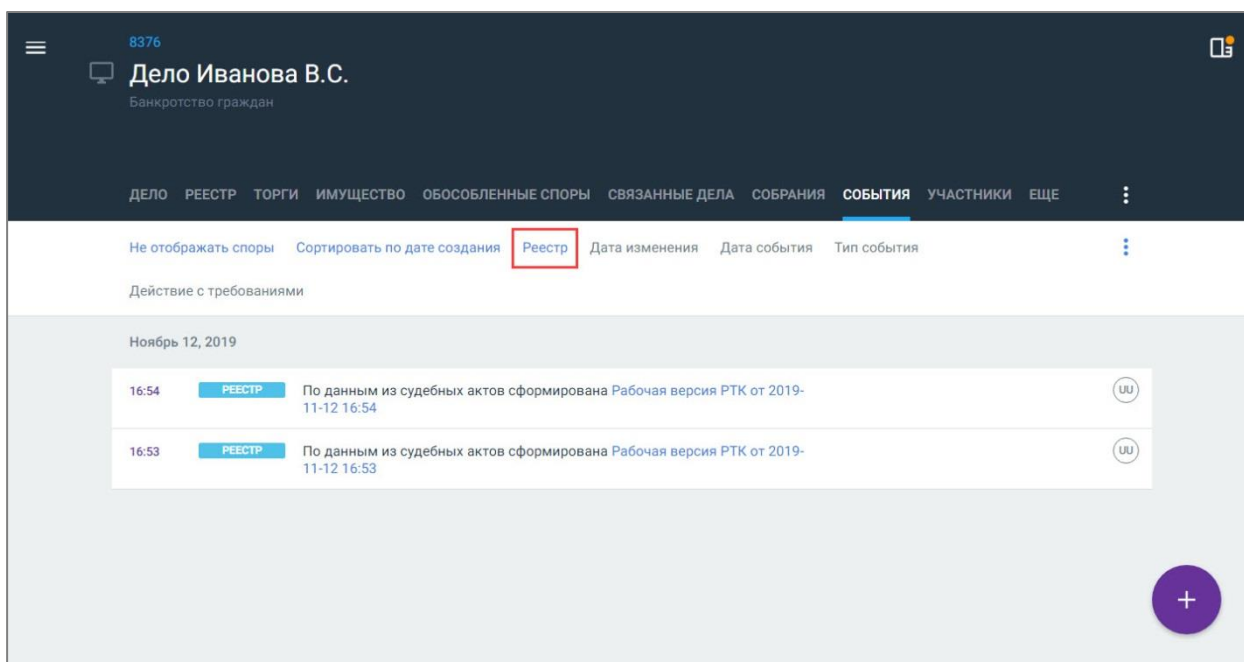 8376
Дело Иванова В.С.
Банкротство граждан
ДЕЛО РЕЕСТР ТОРГИ ИМУЩЕСТВО ОБОСОБЛЕННЫЕ СПОРЫ СВЯЗАННЫЕ ДЕЛА СОБРАНИЯ СОБЫТИЯ УЧАСТНИКИ ЕЩЕ
Не отображать споры Сортировать по дате создания Реестр Дата изменения Дата события Тип события
Действие с требованиями
Ноябрь 12, 2019
16:54 РЕЕСТР По данным из судебных актов сформирована Рабочая версия РТК от 2019- UU
11-12 16:54
16:53 РЕЕСТР По данным из судебных актов сформирована Рабочая версия РТК от 2019- UU
11-12 16:53